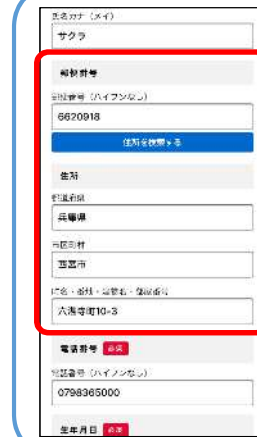 氏名カナ（メイ）
サクラ
郵便番号
郵便番号（ハイフンなし）
6620918
住所を検索する
住所
都道府県
兵庫県
市区町村
西宮市
町名・番地・建物名・部屋番号
六湛寺町10-3
電話番号 必須
電話番号（ハイフンなし）
0798365000
生年月日 必須